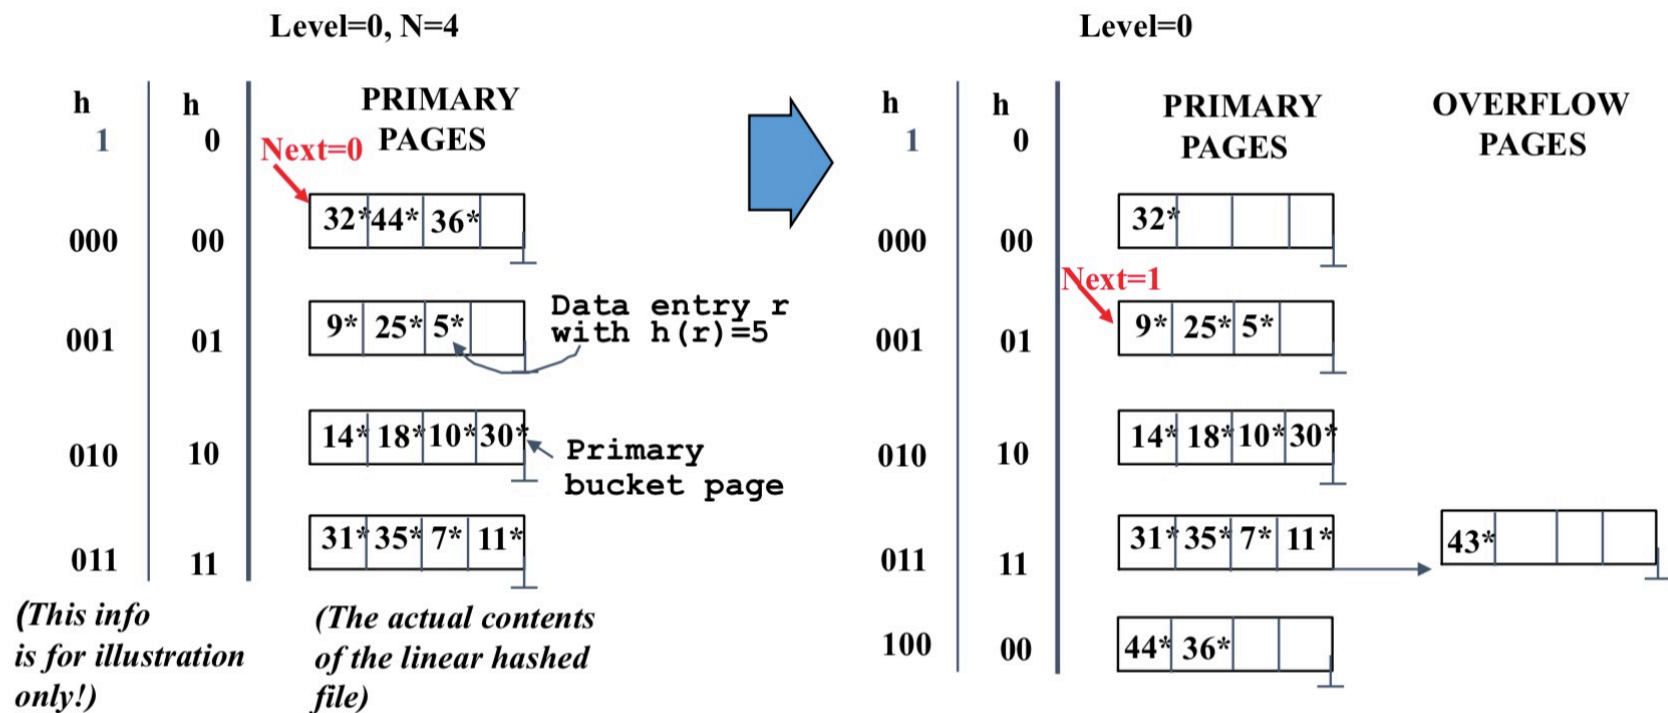 Level=0, N=4
h
1
h
0
PRIMARY
PAGES
Next=0
000
00
32* 44* 36*
001
01
9* 25* 5*
Data entry r
with h(r)=5
010
10
14* 18* 10* 30*
Primary
bucket page
011
11
31* 35* 7* 11*
(This info
is for illustration
only!)
(The actual contents
of the linear hashed
file)
Level=0
h
1
h
0
PRIMARY
PAGES
OVERFLOW
PAGES
000
00
32*
Next=1
001
01
9* 25* 5*
010
10
14* 18* 10* 30*
011
11
31* 35* 7* 11*
43*
100
00
44* 36*